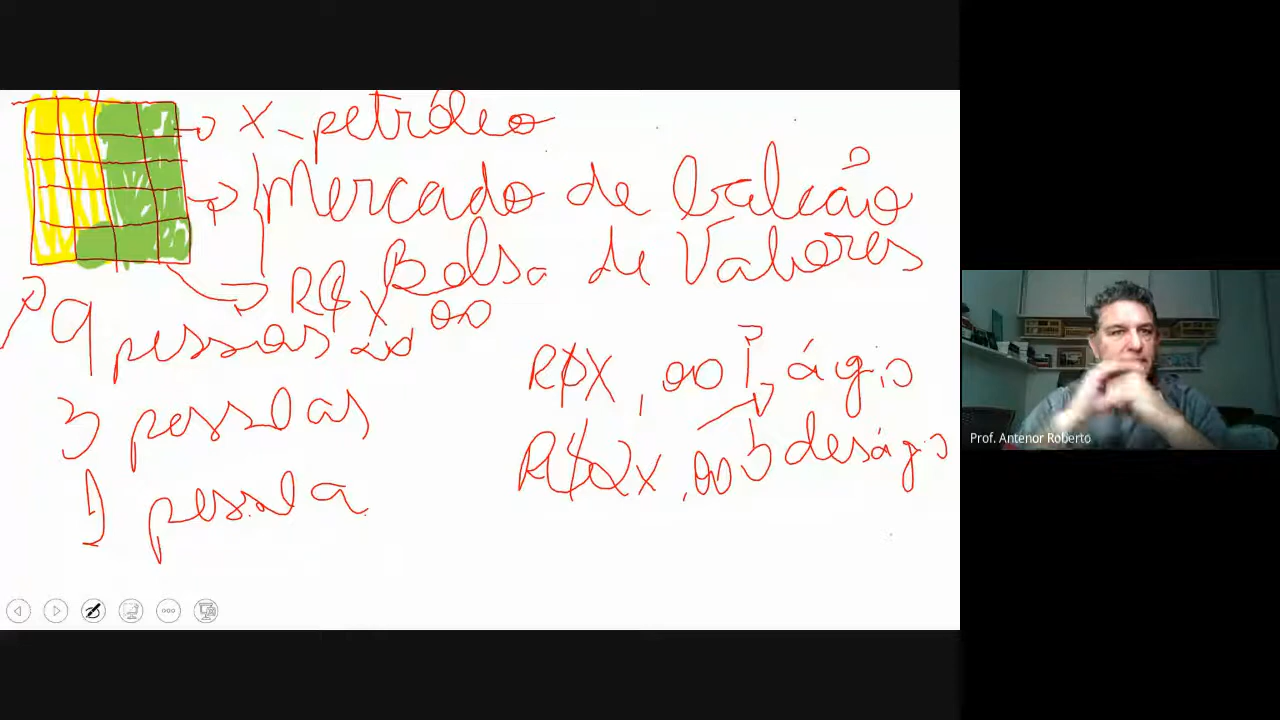 X - petróleo
Mercado de balcão
Bolsa de Valores
R$ X 00
9 pessoas
3 pessoas
1 pessoa
R$X,00 ágio
R$2X,00 deságio
Prof. Antenor Roberto